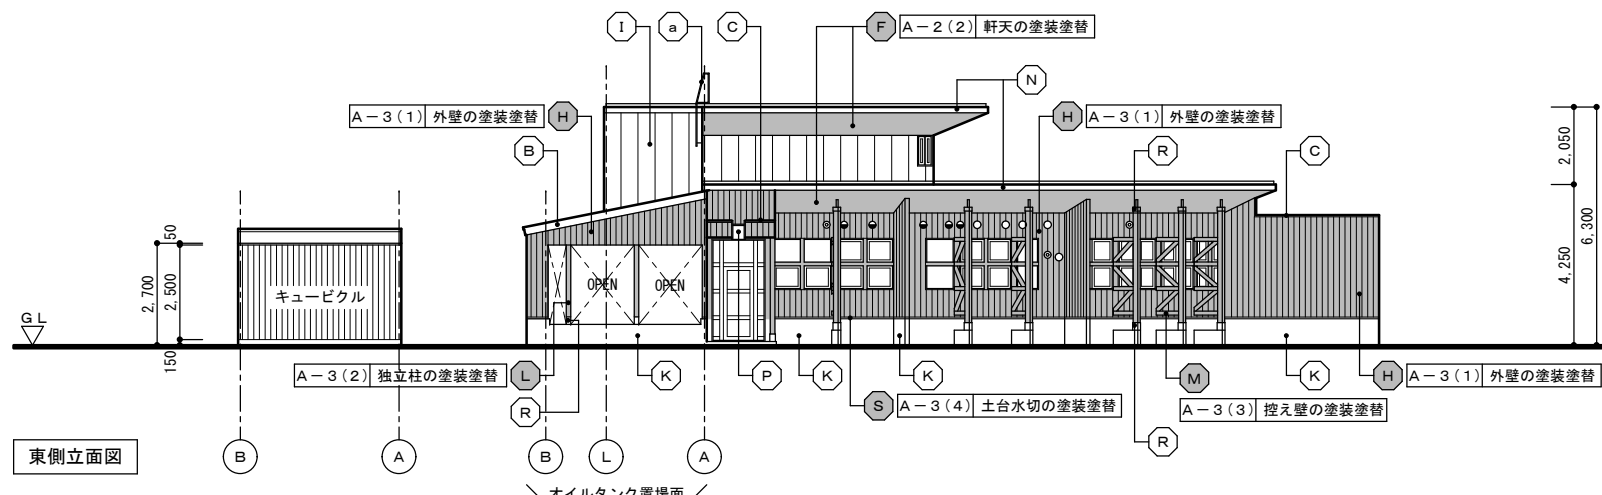 I
a
C
F
A－2（2） 軒天の塗装塗替
N
A－3（1） 外壁の塗装塗替
H
H
A－3（1） 外壁の塗装塗替
B
R
C
2,050
6,300
4,250
50
2,700
2,500
150
キュービクル
OPEN
OPEN
GL
A－3（2） 独立柱の塗装塗替
L
K
P
K
K
M
K
H
A－3（1） 外壁の塗装塗替
R
S
A－3（4） 土台水切の塗装塗替
A－3（3） 控え壁の塗装塗替
R
東側立面図
B
A
B
L
A
オイルタンク置場面